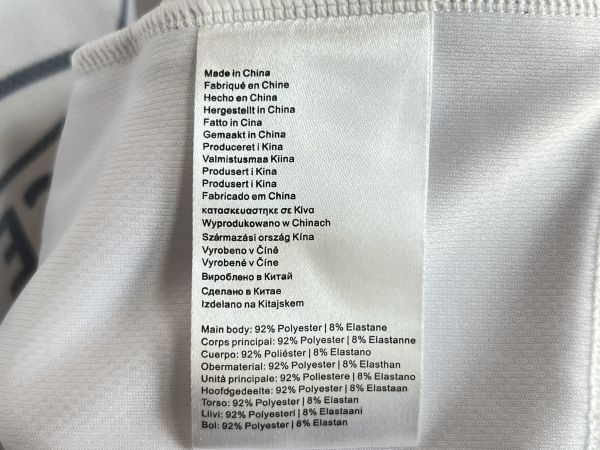 Made in China
Fabriqué en Chine
Hecho en China
Hergestellt in China
Fatto in Cina
Gemaakt in China
Produceret i Kina
Valmistusmaa Kiina
Produsert i Kina
Produsert i Kina
Fabricado em China
κατασκευαστηκε σε Κίνα
Wyprodukowano w Chinach
Származási ország Kína
Vyrobeno v Číně
Vyrobené v Číne
Вироблено в Китай
Сделано в Китае
Izdelano na Kitajskem
Main body: 92% Polyester | 8% Elastane
Corps principal: 92% Polyester | 8% Elastanne
Cuerpo: 92% Poliéster | 8% Elastano
Obermaterial: 92% Polyester | 8% Elasthan
Unità principale: 92% Poliestere | 8% Elastano
Hoofdgedeelte: 92% Polyester | 8% Elastaan
Torso: 92% Polyester | 8% Elastan
Liivi: 92% Polyesteri | 8% Elastaani
Bol: 92% Polyester | 8% Elastan